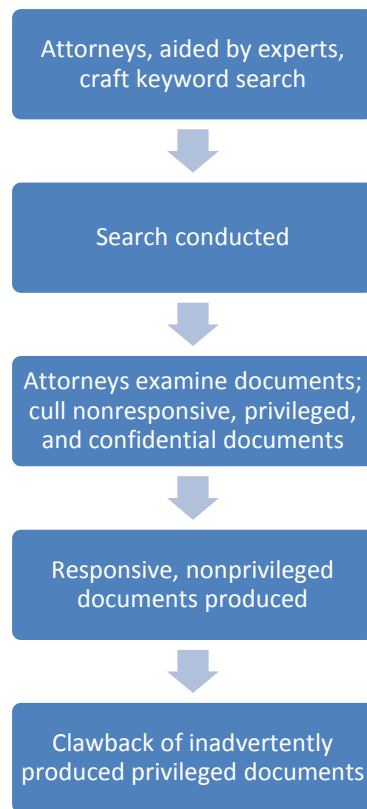 Attorneys, aided by experts,
craft keyword search
Search conducted
Attorneys examine documents;
cull nonresponsive, privileged,
and confidential documents
Responsive, nonprivileged
documents produced
Clawback of inadvertently
produced privileged documents